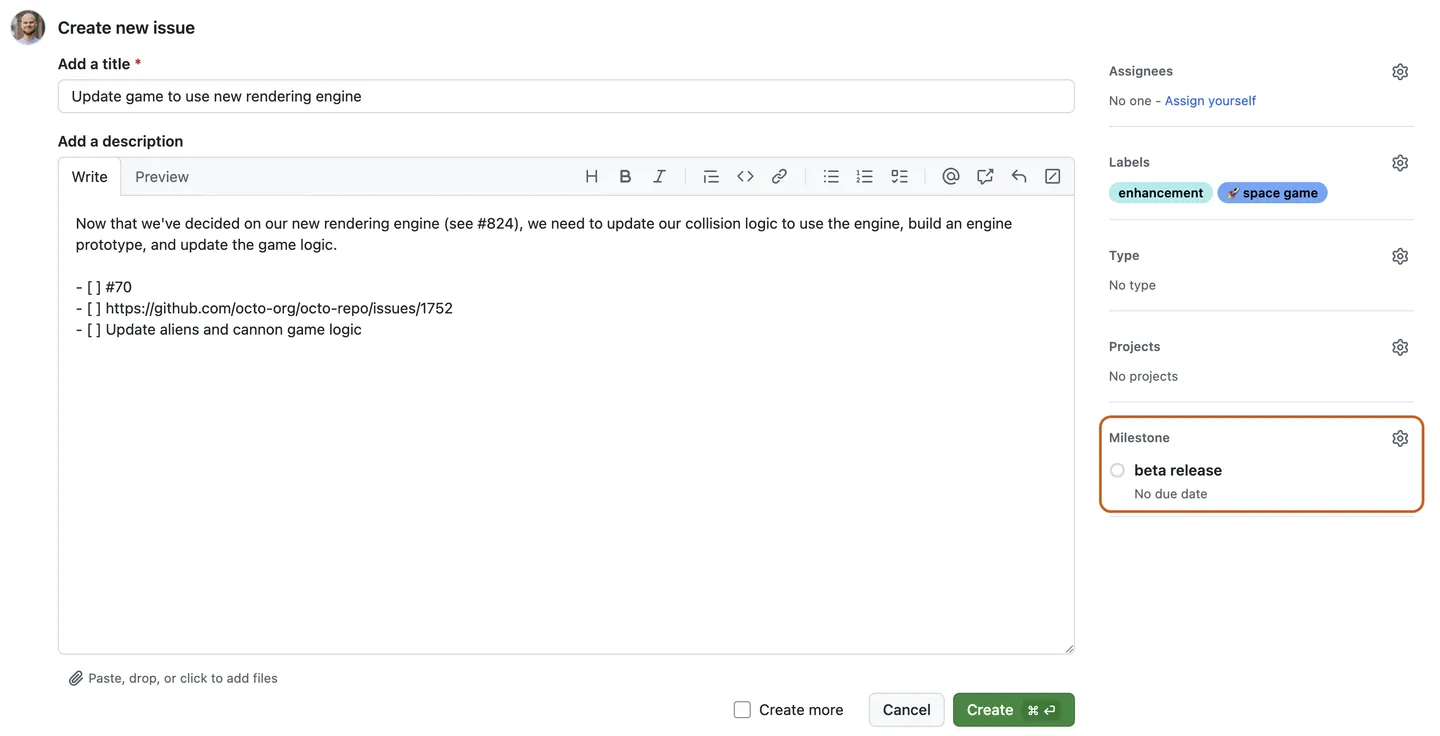 Create new issue
Add a title *
Update game to use new rendering engine
Add a description
Write Preview
Now that we've decided on our new rendering engine (see #824), we need to update our collision logic to use the engine, build an engine
prototype, and update the game logic.
- [ ] #70
- [ ] https://github.com/octo-org/octo-repo/issues/1752
- [ ] Update aliens and cannon game logic
Paste, drop, or click to add files
Create more Cancel Create ⌘ ↵
Assignees
No one - Assign yourself
Labels
enhancement 🚀 space game
Type
No type
Projects
No projects
Milestone
beta release
No due date